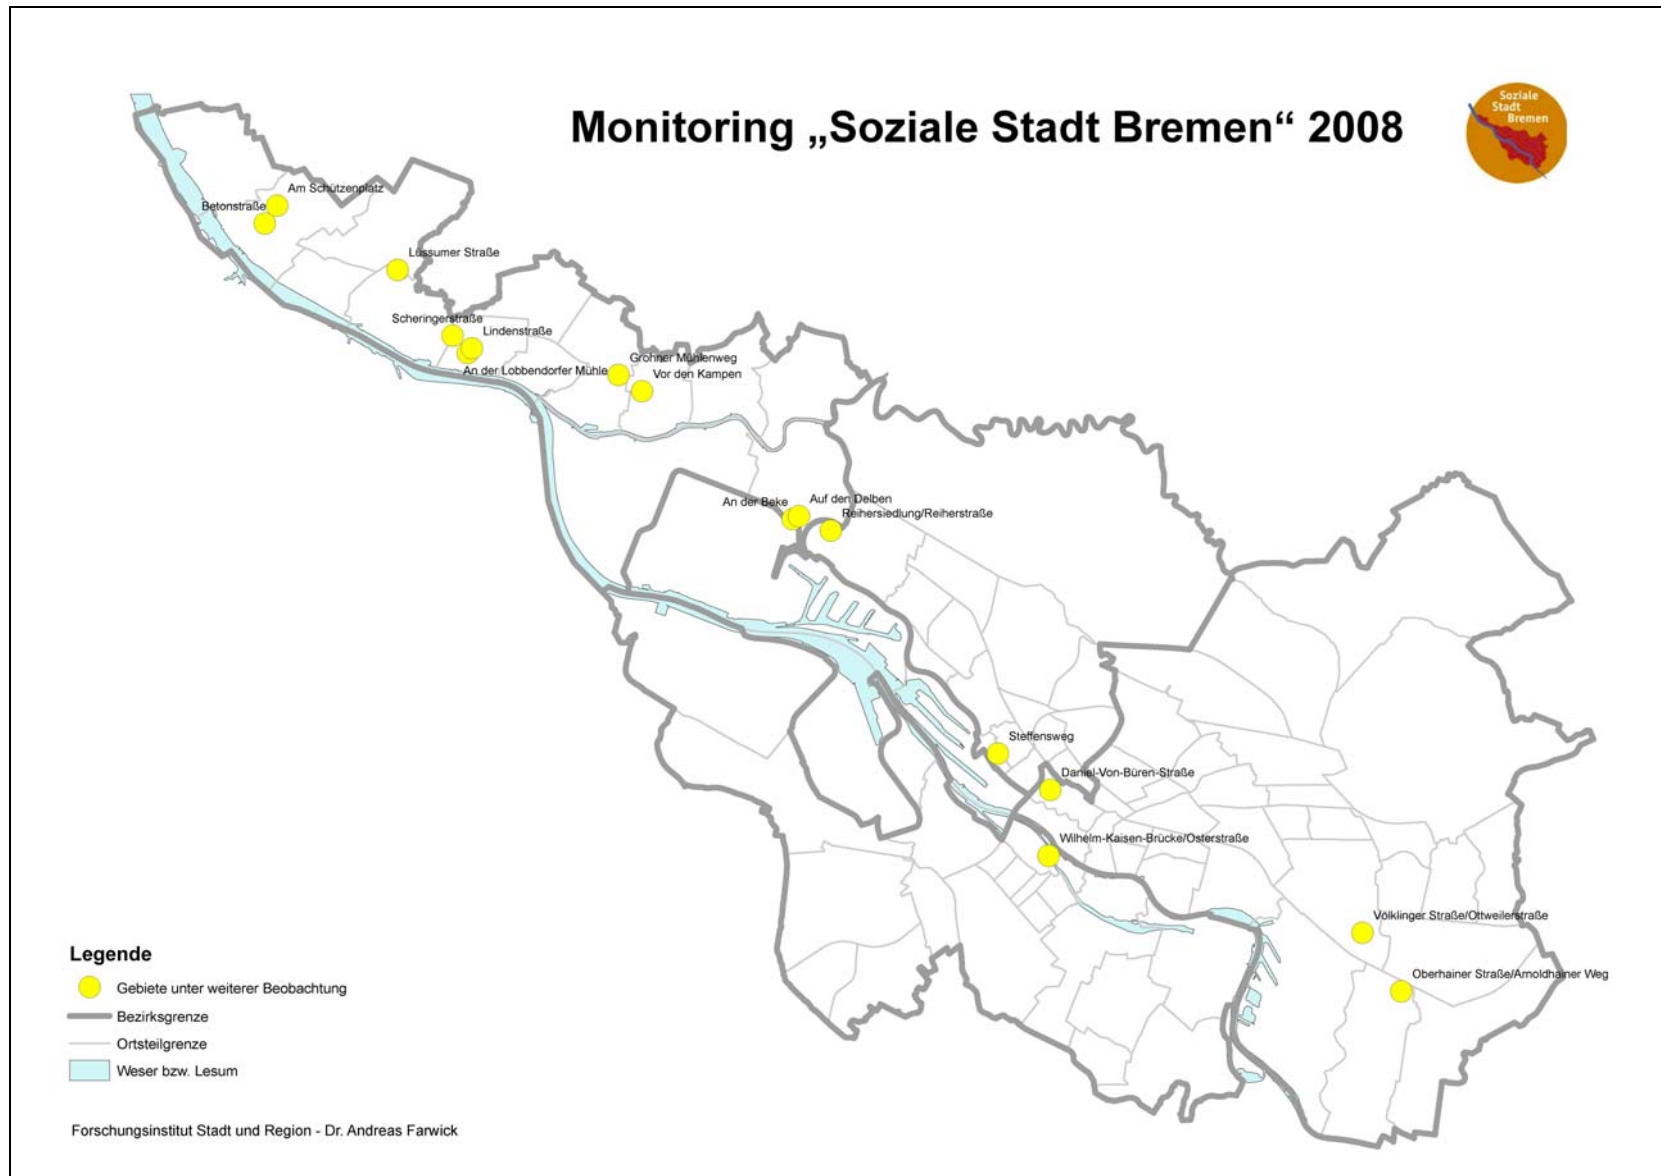 Monitoring „Soziale Stadt Bremen“ 2008
Soziale
Stadt
Bremen
Am Schützenplatz
Betonstraße
Lüssumer Straße
Scheringerstraße
Lindenstraße
An der Lobbendorfer Mühle
Grohner Mühlenweg
Vor den Kampen
An der Beke
Auf den Delben
Reihersiedlung/Reiherstraße
Steffensweg
Daniel-Von-Büren-Straße
Wilhelm-Kaisen-Brücke/Osterstraße
Völklinger Straße/Ottweilerstraße
Oberhainer Straße/Arnoldhainer Weg
Legende
Gebiete unter weiterer Beobachtung
Bezirksgrenze
Ortsteilgrenze
Weser bzw. Lesum
Forschungsinstitut Stadt und Region - Dr. Andreas Farwick